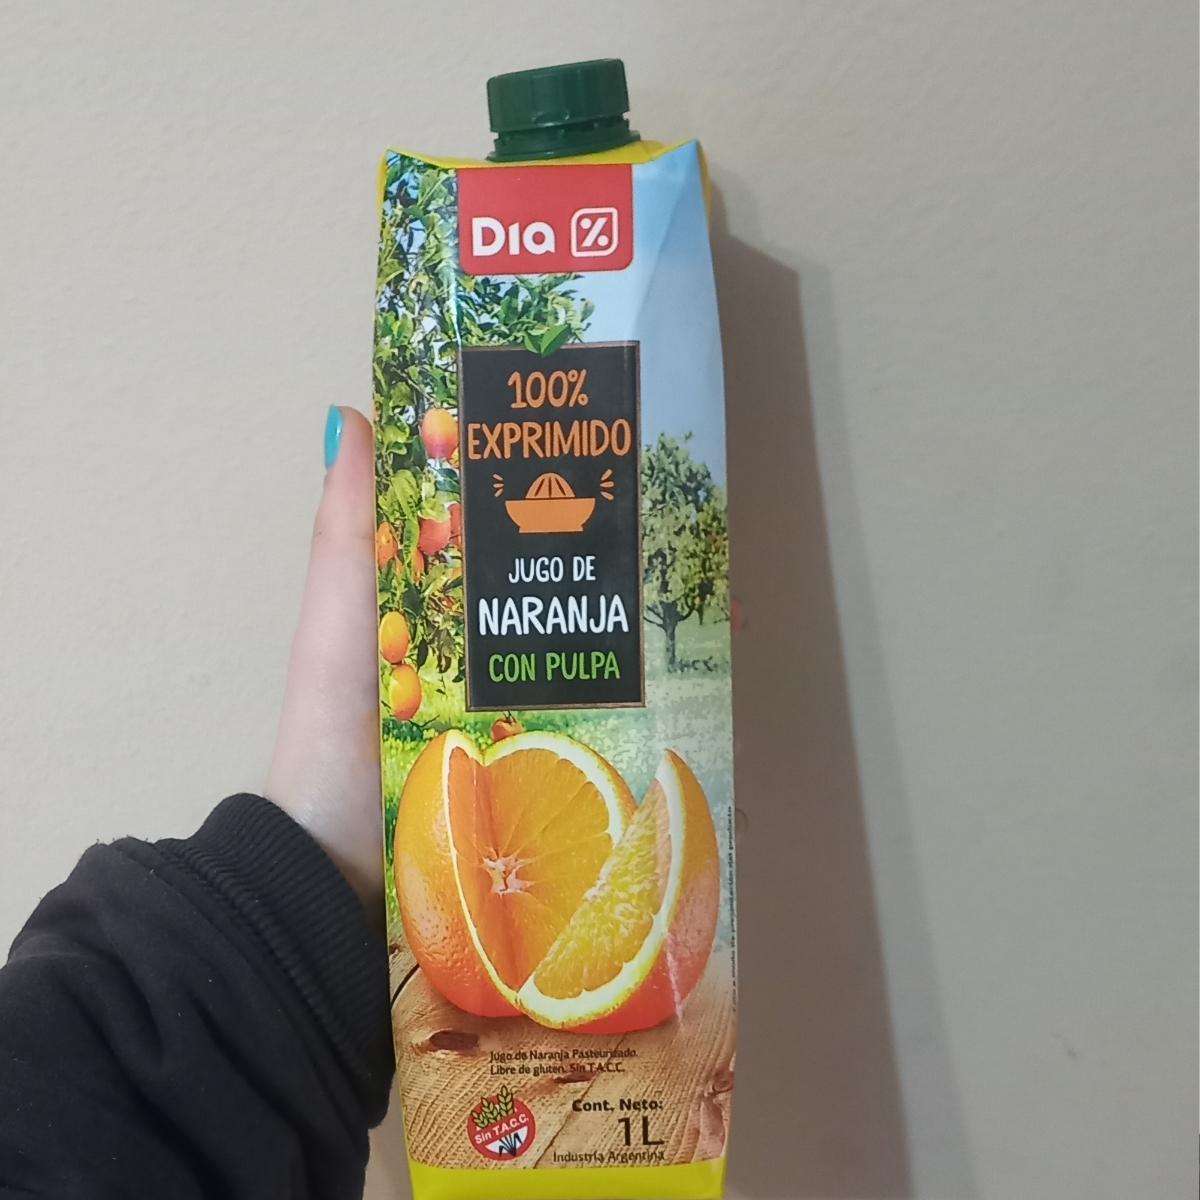 Dia %
100%
EXPRIMIDO
JUGO DE
NARANJA
CON PULPA
Jugo de Naranja Pasteurizado.
Libre de gluten. Sin T.A.C.C.
Sin T.A.C.C.
Cont. Neto:
1L
Industria Argentina